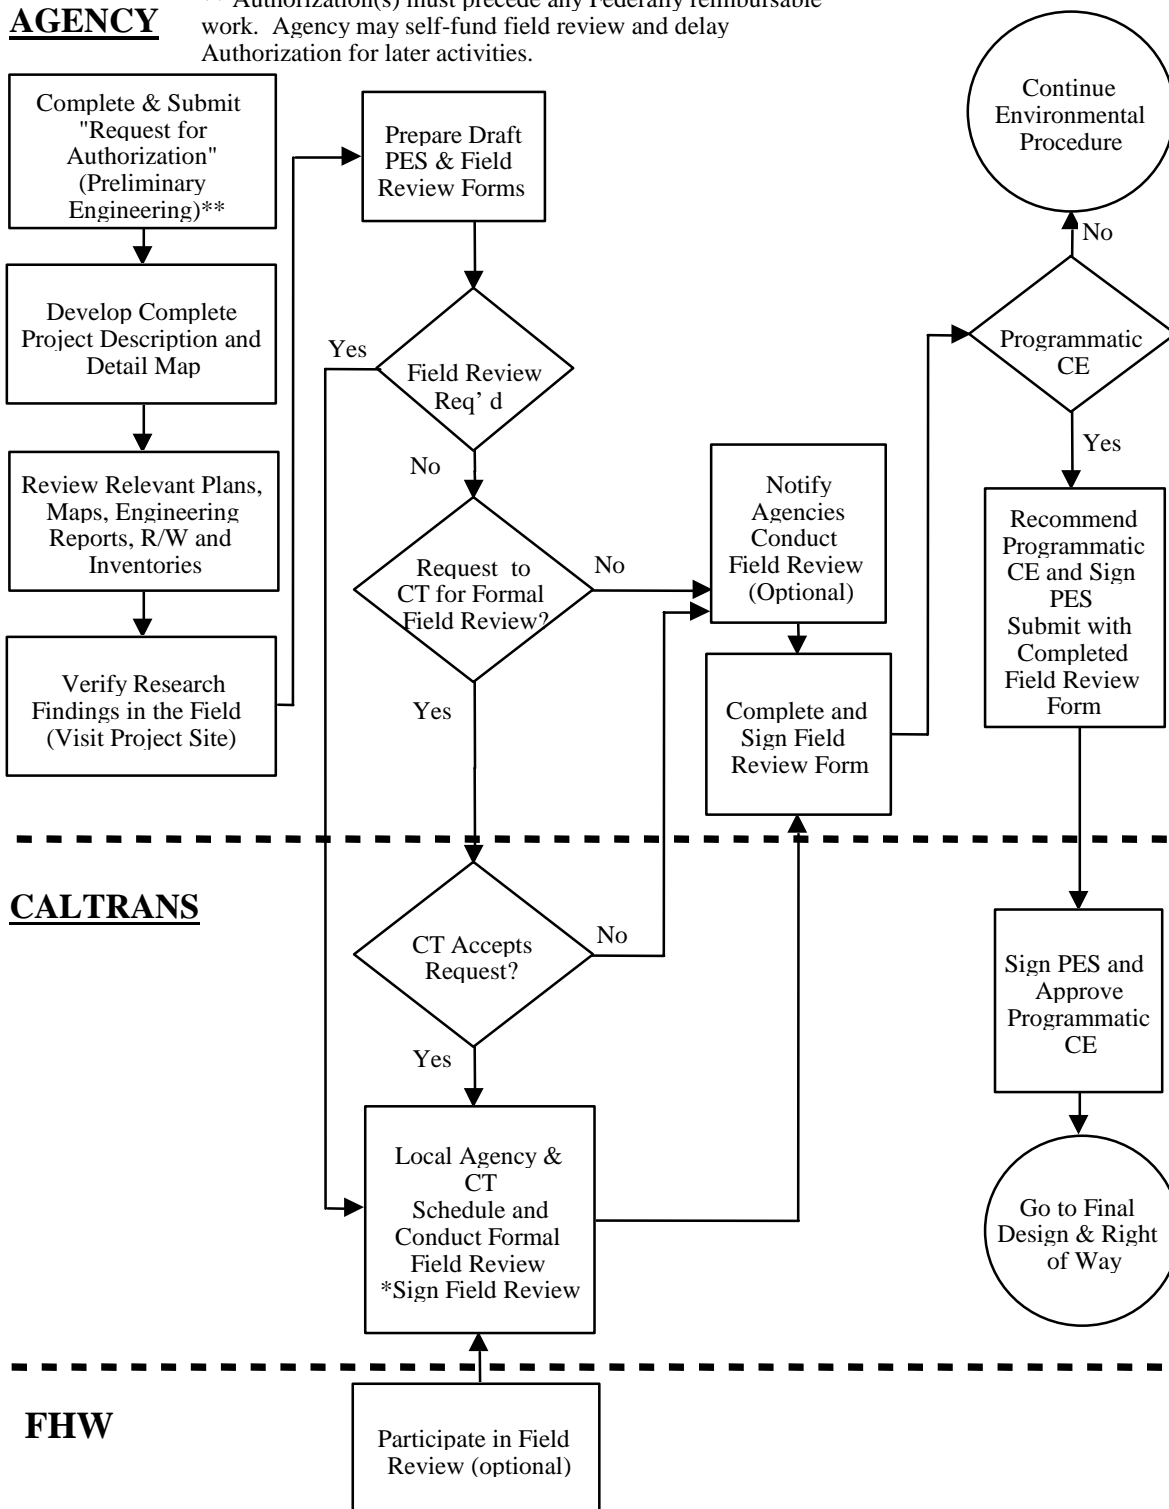 AGENCY
** Authorization(s) must precede any Federally reimbursable
work. Agency may self-fund field review and delay
Authorization for later activities.
Complete & Submit
"Request for
Authorization"
(Preliminary
Engineering)**
Develop Complete
Project Description and
Detail Map
Review Relevant Plans,
Maps, Engineering
Reports, R/W and
Inventories
Verify Research
Findings in the Field
(Visit Project Site)
Prepare Draft
PES & Field
Review Forms
Field Review
Req' d
Yes
No
Request to
CT for Formal
Field Review?
No
Yes
Notify
Agencies
Conduct
Field Review
(Optional)
Complete and
Sign Field
Review Form
Continue
Environmental
Procedure
No
Programmatic
CE
Yes
Recommend
Programmatic
CE and Sign
PES
Submit with
Completed
Field Review
Form
CALTRANS
CT Accepts
Request?
No
Yes
Local Agency &
CT
Schedule and
Conduct Formal
Field Review
*Sign Field Review
Sign PES and
Approve
Programmatic
CE
Go to Final
Design & Right
of Way
FHW
Participate in Field
Review (optional)